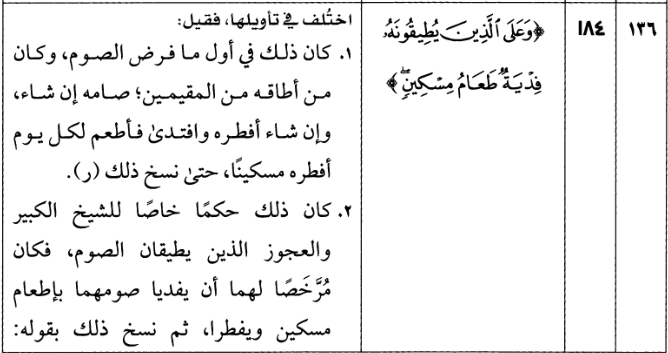 ١٣٦
١٨٤
﴿وَعَلَى الَّذِينَ يُطِيقُونَهُ
فِدْيَةٌ طَعَامُ مِسْكِينٍ ۖ﴾
اختُلف في تأويلها، فقيل:
١. كان ذلك في أول ما فرض الصوم، وكان
من أطاقه من المقيمين؛ صامه إن شاء،
وإن شاء أفطره وافتدىٰ فأطعم لكل يوم
أفطره مسكينًا، حتىٰ نسخ ذلك (ر).
٢. كان ذلك حكمًا خاصًا للشيخ الكبير
والعجوز الذين يطيقان الصوم، فكان
مُرَّخَصًا لهما أن يفديا صومهما بإطعام
مسكين ويفطرا، ثم نسخ ذلك بقوله: